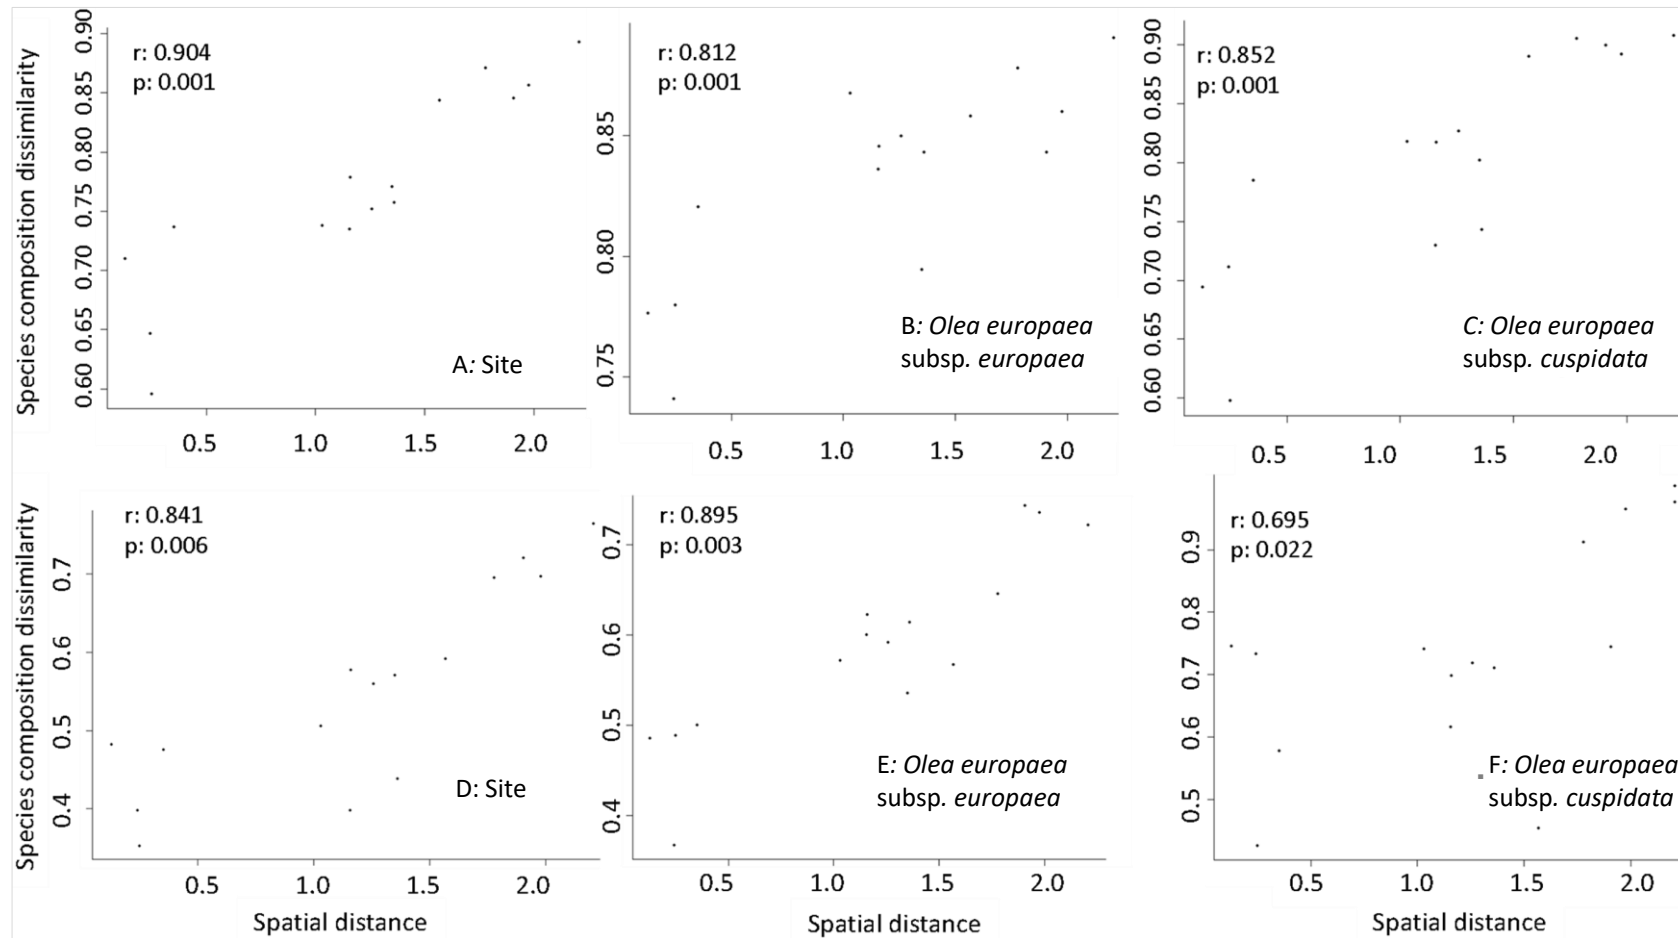 Species composition dissimilarity
0.90
0.85
0.80
0.75
0.70
0.65
0.60
r: 0.904
p: 0.001
A: Site
0.5 1.0 1.5 2.0
0.85
0.80
0.75
r: 0.812
p: 0.001
B: Olea europaea
subsp. europaea
0.5 1.0 1.5 2.0
0.90
0.85
0.80
0.75
0.70
0.65
0.60
r: 0.852
p: 0.001
C: Olea europaea
subsp. cuspidata
0.5 1.0 1.5 2.0
Species composition dissimilarity
0.7
0.6
0.5
0.4
r: 0.841
p: 0.006
D: Site
0.5 1.0 1.5 2.0
Spatial distance
0.7
0.6
0.5
0.4
r: 0.895
p: 0.003
E: Olea europaea
subsp. europaea
0.5 1.0 1.5 2.0
Spatial distance
0.9
0.8
0.7
0.6
0.5
r: 0.695
p: 0.022
F: Olea europaea
subsp. cuspidata
0.5 1.0 1.5 2.0
Spatial distance